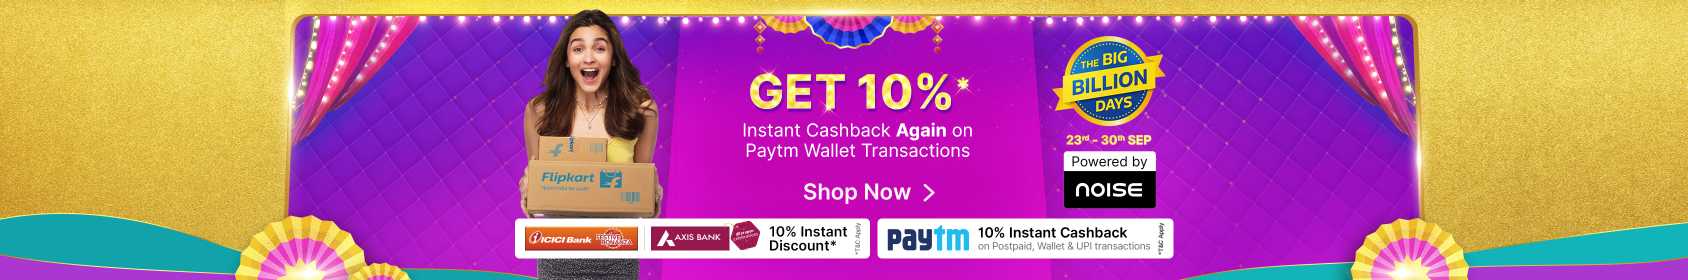 GET 10%*
Instant Cashback Again on
Paytm Wallet Transactions
Shop Now >
THE BIG
BILLION
DAYS
23rd - 30th SEP
Powered by
noise
Flipkart
ICICI Bank
FESTIVE
BONANZA
AXIS BANK
10% Instant
Discount*
*T&C Apply
paytm
10% Instant Cashback
on Postpaid, Wallet & UPI transactions
*T&C Apply